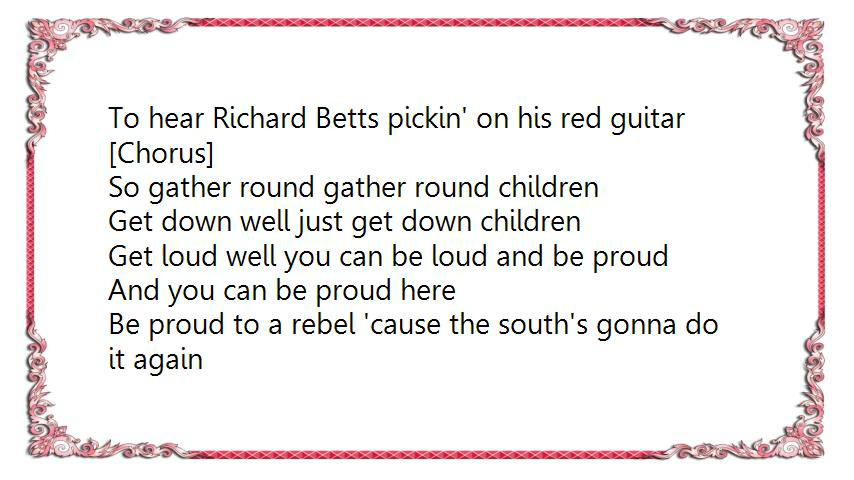 To hear Richard Betts pickin' on his red guitar
[Chorus]
So gather round gather round children
Get down well just get down children
Get loud well you can be loud and be proud
And you can be proud here
Be proud to a rebel 'cause the south's gonna do
it again